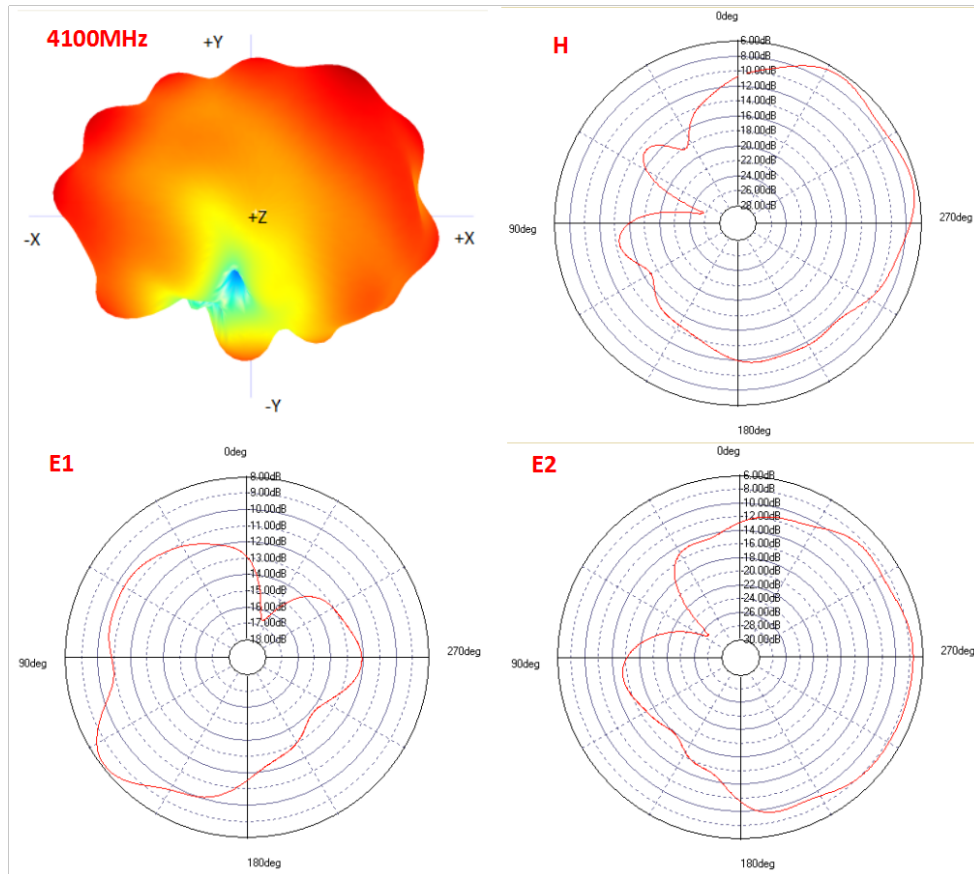 4100MHz
+Y
+Z
-X
+X
-Y
H
0deg
6.00dB
8.00dB
10.00dB
12.00dB
14.00dB
16.00dB
18.00dB
20.00dB
22.00dB
24.00dB
26.00dB
28.00dB
90deg
270deg
180deg
E1
0deg
8.00dB
9.00dB
10.00dB
11.00dB
12.00dB
13.00dB
14.00dB
15.00dB
16.00dB
17.00dB
18.00dB
90deg
270deg
180deg
E2
0deg
6.00dB
8.00dB
10.00dB
12.00dB
14.00dB
16.00dB
18.00dB
20.00dB
22.00dB
24.00dB
26.00dB
28.00dB
30.00dB
90deg
270deg
180deg